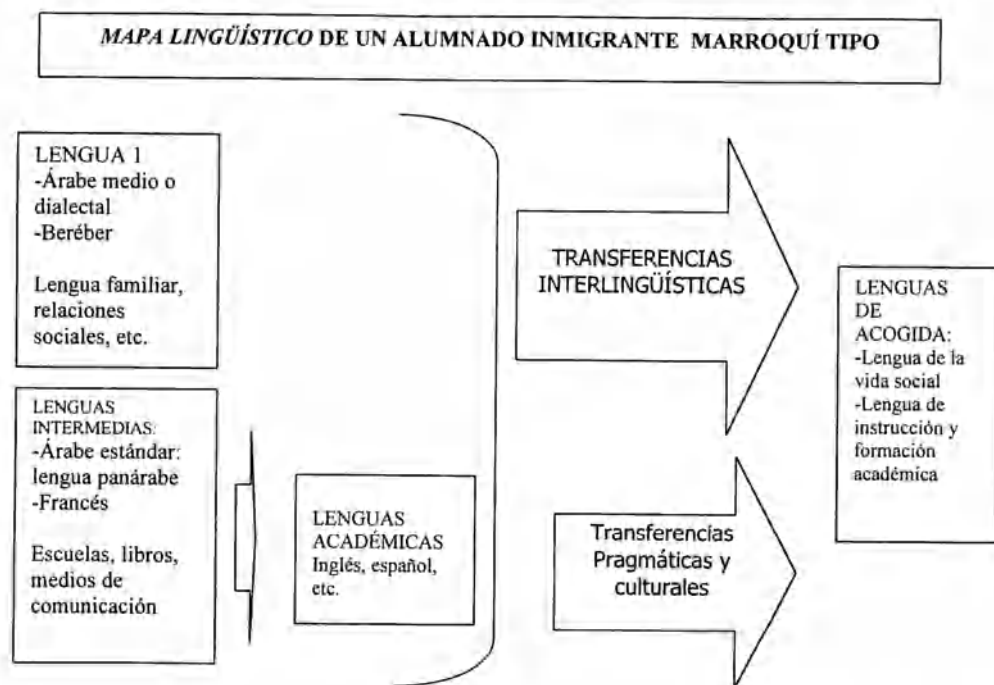 MAPA LINGÜÍSTICO DE UN ALUMNADO INMIGRANTE MARROQUÍ TIPO
LENGUA 1
-Árabe medio o
dialectal
-Beréber
Lengua familiar,
relaciones
sociales, etc.
LENGUAS
INTERMEDIAS:
-Árabe estándar:
lengua panárabe
-Francés
Escuelas, libros,
medios de
comunicación
LENGUAS
ACADÉMICAS
Inglés, español,
etc.
TRANSFERENCIAS
INTERLINGÜÍSTICAS
Transferencias
Pragmáticas y
culturales
LENGUAS
DE
ACOGIDA:
-Lengua de la
vida social
-Lengua de
instrucción y
formación
académica